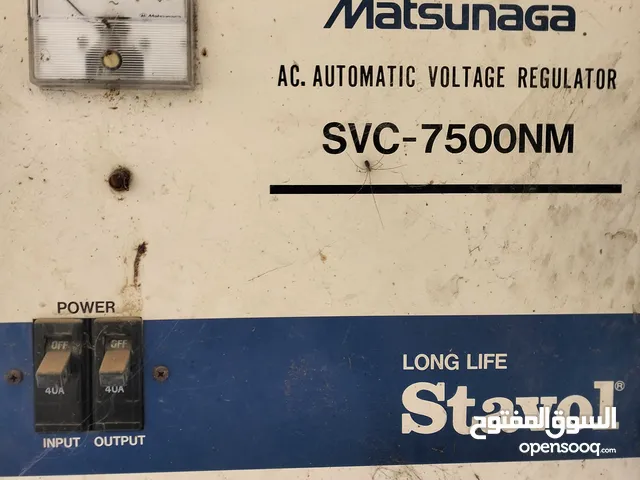 Matsunaga
AC. AUTOMATIC VOLTAGE REGULATOR
SVC-7500NM
POWER
OFF OFF
40A 40A
INPUT OUTPUT
LONG LIFE
Stavol®
السوق المفتوح
opensooq.com